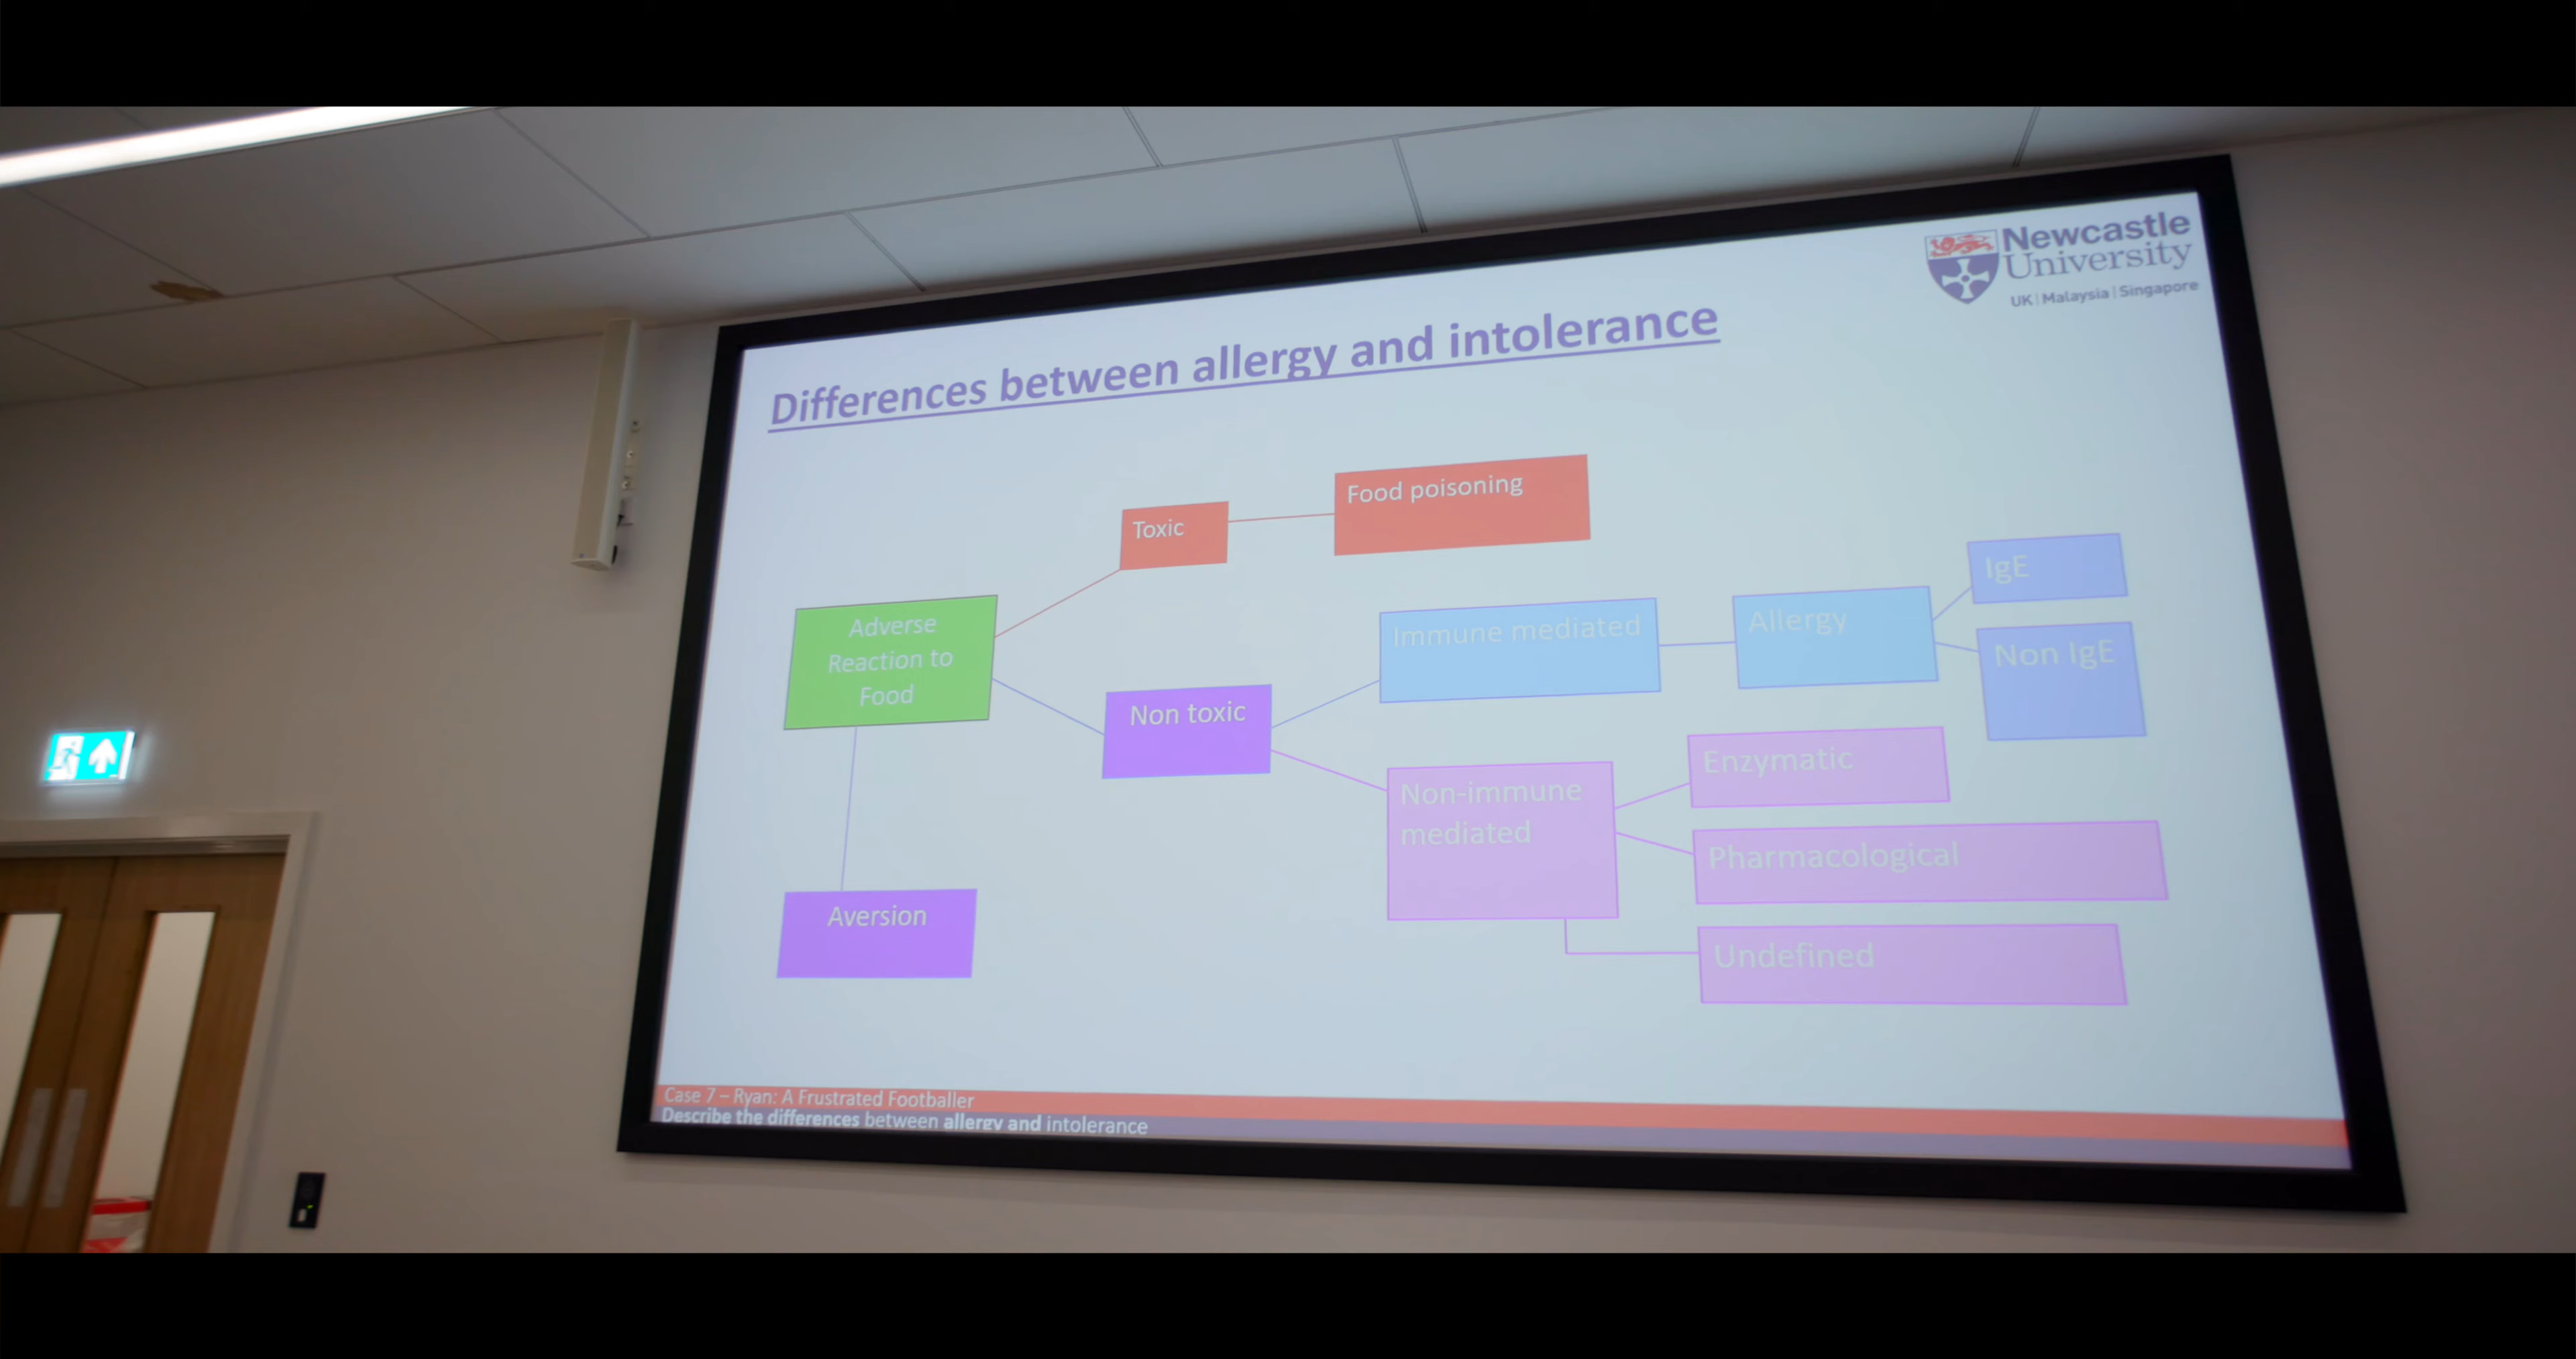 Newcastle
University
UK | Malaysia | Singapore
Differences between allergy and intolerance
Toxic
Food poisoning
Adverse
Reaction to
Food
Non toxic
Immune mediated
Allergy
IgE
Non IgE
Non-immune
mediated
Enzymatic
Pharmacological
Undefined
Aversion
Case 7 – Ryan: A Frustrated Footballer
Describe the differences between allergy and intolerance